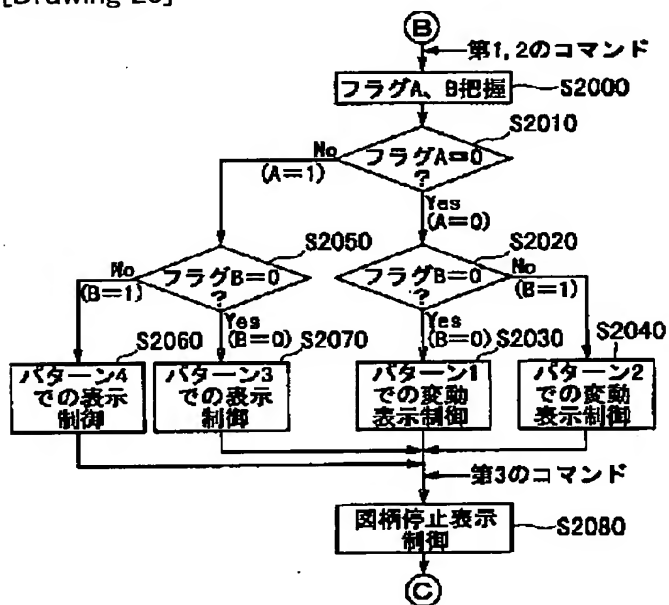 B
第1,2のコマンド
フラグA、B把握
S2000
S2010
フラグA=0
?
No
(A=1)
Yes
(A=0)
S2050
S2020
フラグB=0
?
フラグB=0
?
No
(B=1)
Yes
(B=0)
Yes
(B=0)
No
(B=1)
S2060
S2070
S2030
S2040
パターン4
での表示
制御
パターン3
での表示
制御
パターン1
での変動
表示制御
パターン2
での変動
表示制御
第3のコマンド
図柄停止表示
制御
S2080
C